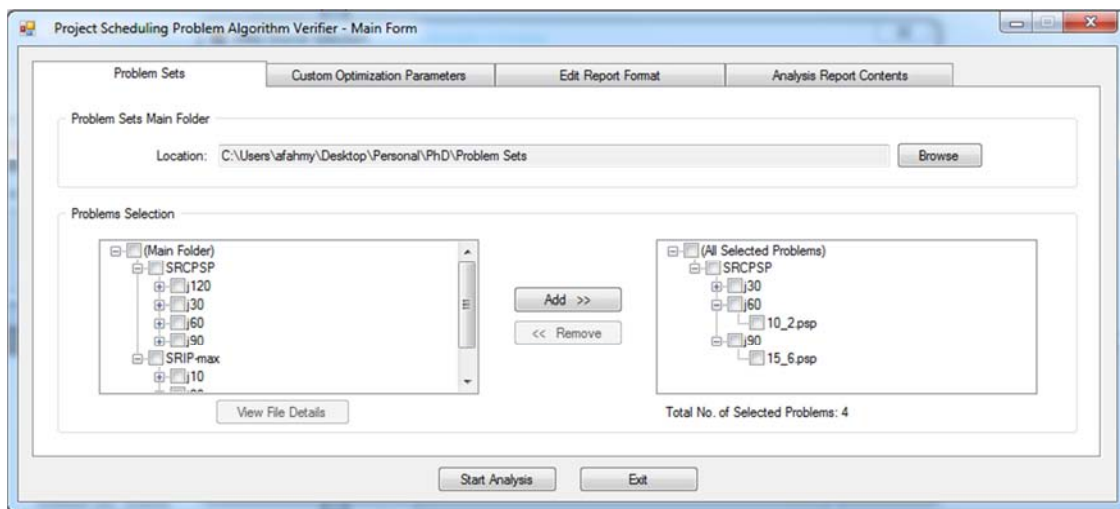 Project Scheduling Problem Algorithm Verifier - Main Form
Problem Sets
Custom Optimization Parameters
Edit Report Format
Analysis Report Contents
Problem Sets Main Folder
Location: C:\Users\afahmy\Desktop\Personal\PhD\Problem Sets
Browse
Problems Selection
(Main Folder)
SRCPSP
j120
j30
j60
j90
SRIP-max
j10
Add >>
<< Remove
(All Selected Problems)
SRCPSP
j30
j60
10_2.psp
j90
15_6.psp
View File Details
Total No. of Selected Problems: 4
Start Analysis
Exit